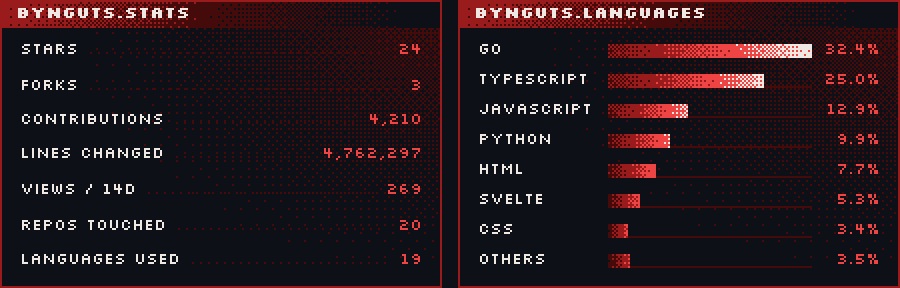 BYNGUTS.STATS
STARS 24
FORKS 3
CONTRIBUTIONS 4,210
LINES CHANGED 4,762,297
VIEWS / 14D 269
REPOS TOUCHED 20
LANGUAGES USED 19
BYNGUTS.LANGUAGES
GO 32.4%
TYPESCRIPT 25.0%
JAVASCRIPT 12.9%
PYTHON 9.9%
HTML 7.7%
SVELTE 5.3%
CSS 3.4%
OTHERS 3.5%